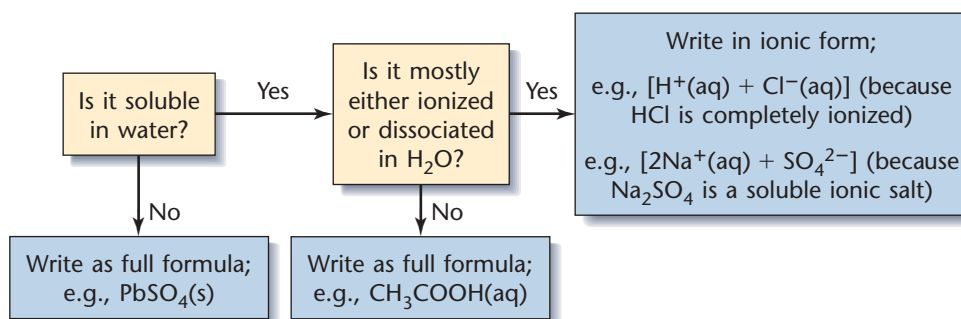 Is it soluble
in water?
Yes
No
Write as full formula;
e.g., PbSO₄(s)
Is it mostly
either ionized
or dissociated
in H₂O?
Yes
No
Write as full formula;
e.g., CH₃COOH(aq)
Write in ionic form;
e.g., [H⁺(aq) + Cl⁻(aq)] (because
HCl is completely ionized)
e.g., [2Na⁺(aq) + SO₄²⁻] (because
Na₂SO₄ is a soluble ionic salt)